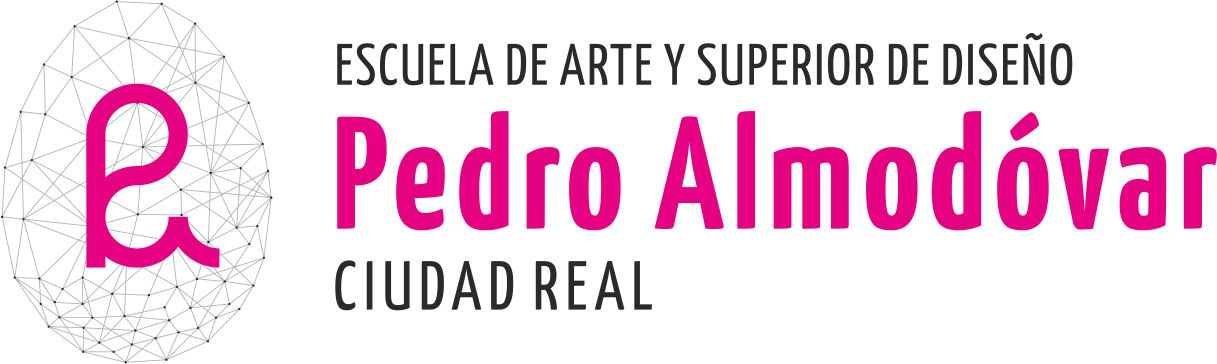 ESCUELA DE ARTE Y SUPERIOR DE DISEÑO
Pedro Almodóvar
CIUDAD REAL